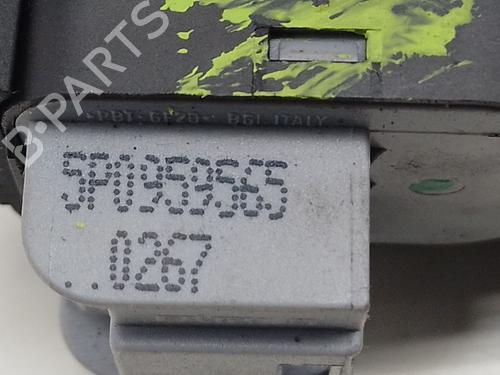 B-PARTS
>PBT-GF20< BGI ITALY
5P0959565
..0267